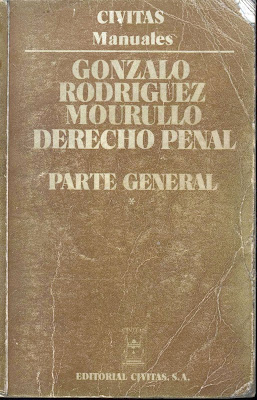 CIVITAS
Manuales
GONZALO
RODRIGUEZ
MOURULLO
DERECHO PENAL
PARTE GENERAL
*
EDITORIAL CIVITAS, S.A.